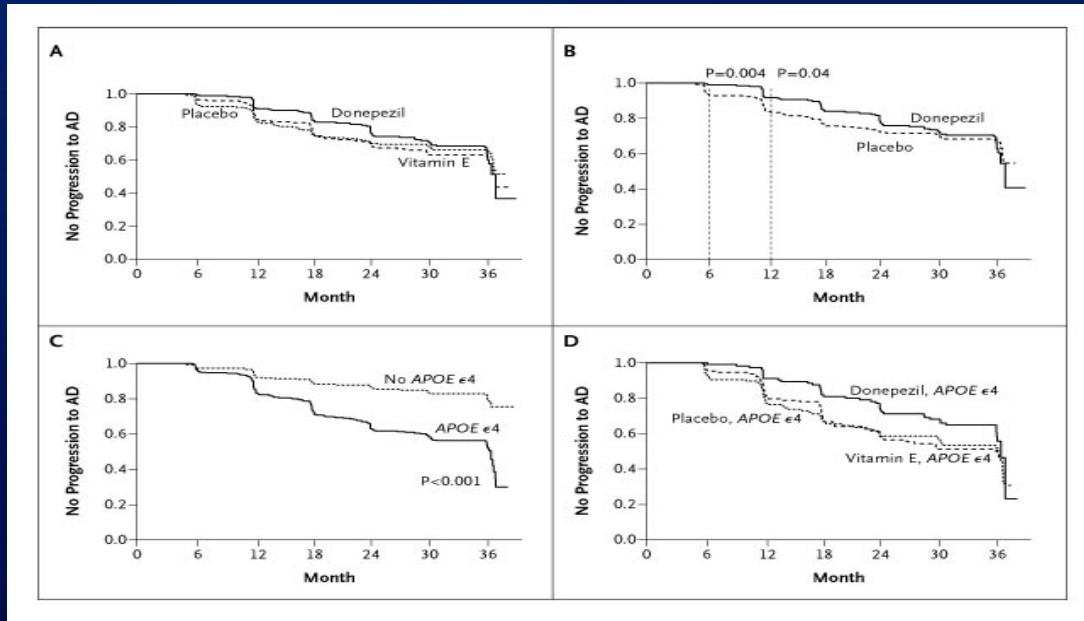 A
No Progression to AD
1.0
0.8
0.6
0.4
0.2
0.0
Placebo
Donepezil
Vitamin E
0 6 12 18 24 30 36
Month
B
No Progression to AD
P=0.004 P=0.04
1.0
0.8
0.6
0.4
0.2
0.0
Donepezil
Placebo
0 6 12 18 24 30 36
Month
C
No Progression to AD
1.0
0.8
0.6
0.4
0.2
0.0
No APOE ϵ4
APOE ϵ4
P<0.001
0 6 12 18 24 30 36
Month
D
No Progression to AD
1.0
0.8
0.6
0.4
0.2
0.0
Donepezil, APOE ϵ4
Placebo, APOE ϵ4
Vitamin E, APOE ϵ4
0 6 12 18 24 30 36
Month